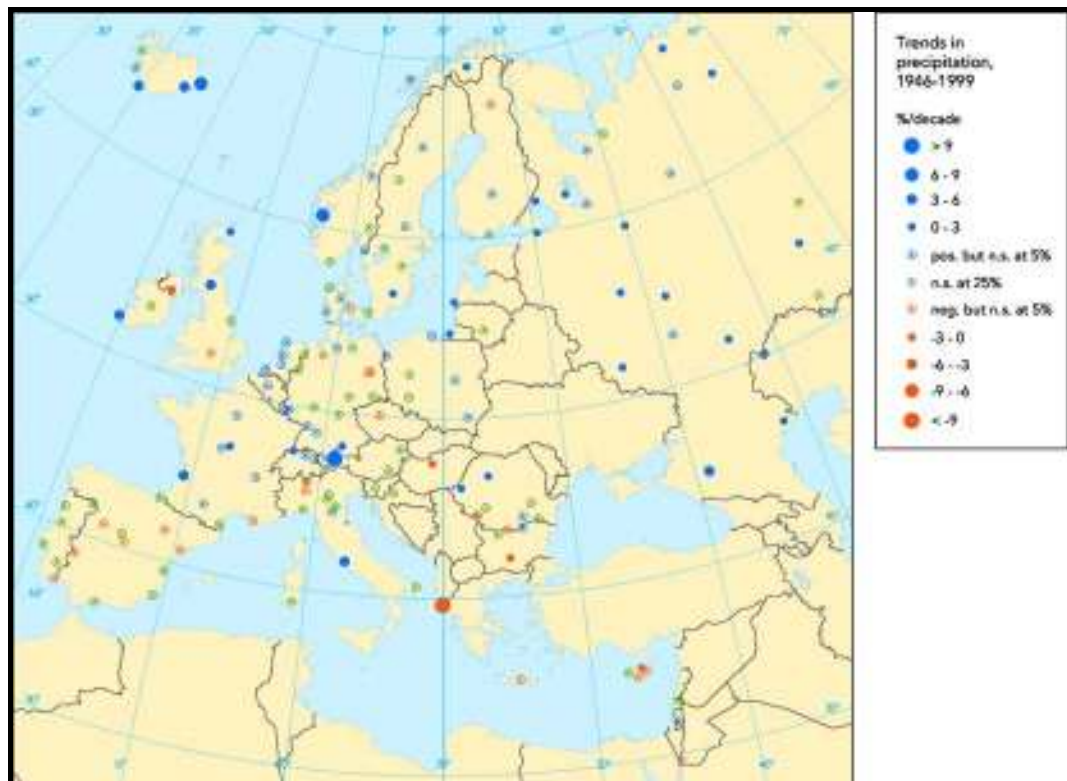 Trends in
precipitation,
1946-1999
%/decade
> 9
6 - 9
3 - 6
0 - 3
pos. but n.s. at 5%
n.s. at 25%
neg. but n.s. at 5%
-3 - 0
-6 - -3
-9 - -6
< -9